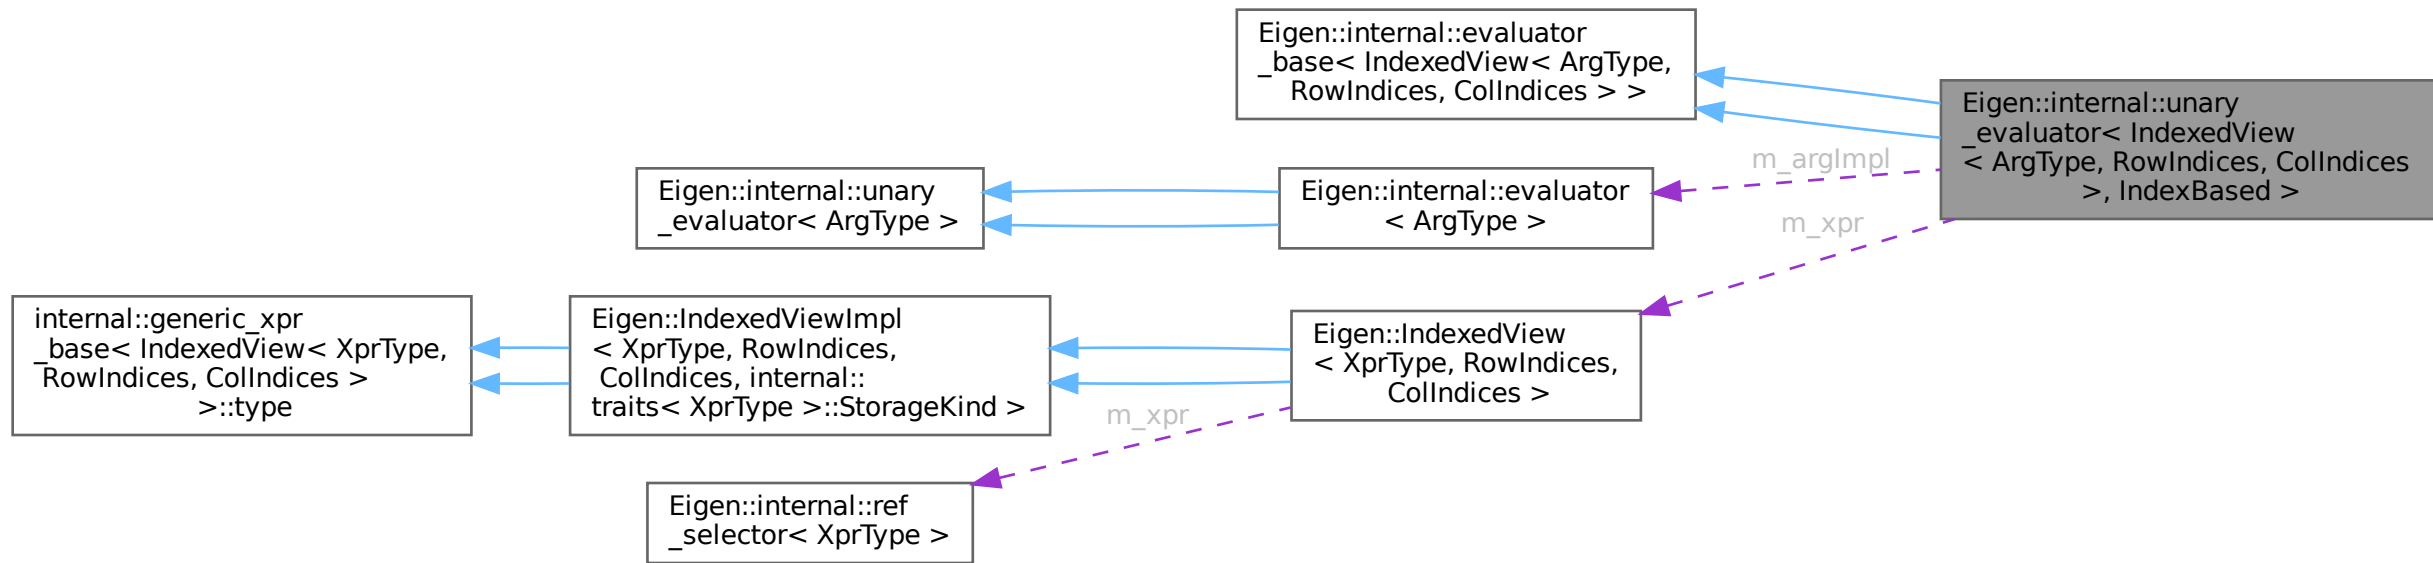 Eigen::internal::evaluator
_base< IndexedView< ArgType,
RowIndices, ColIndices > >
Eigen::internal::unary
_evaluator< IndexedView
< ArgType, RowIndices, ColIndices
>, IndexBased >
m_argImpl
Eigen::internal::unary
_evaluator< ArgType >
Eigen::internal::evaluator
< ArgType >
m_xpr
internal::generic_xpr
_base< IndexedView< XprType,
RowIndices, ColIndices >
>::type
Eigen::IndexedViewImpl
< XprType, RowIndices,
ColIndices, internal::
traits< XprType >::StorageKind >
Eigen::IndexedView
< XprType, RowIndices,
ColIndices >
m_xpr
Eigen::internal::ref
_selector< XprType >